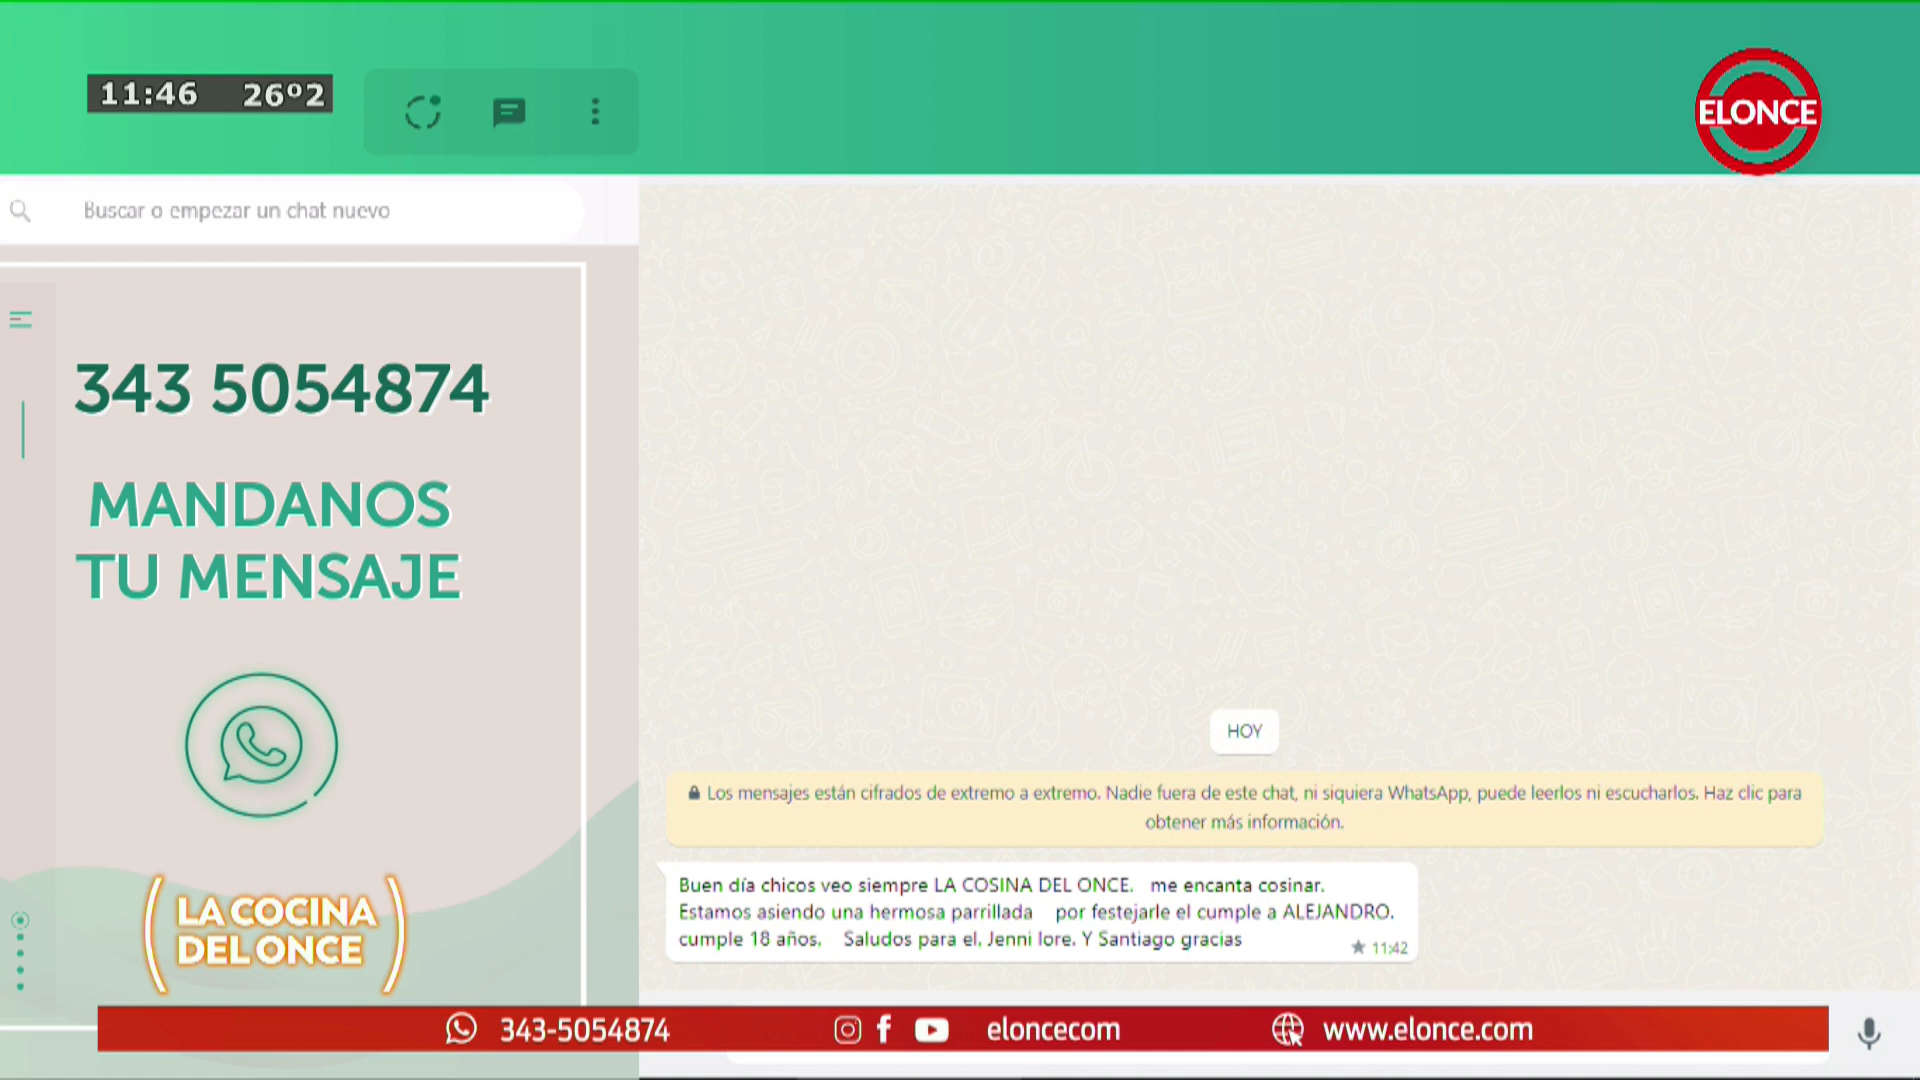 11:46 26º2
ELONCE
Buscar o empezar un chat nuevo
343 5054874
MANDANOS
TU MENSAJE
LA COCINA
DEL ONCE
HOY
Los mensajes están cifrados de extremo a extremo. Nadie fuera de este chat, ni siquiera WhatsApp, puede leerlos ni escucharlos. Haz clic para
obtener más información.
Buen día chicos veo siempre LA COSINA DEL ONCE. me encanta cosinar.
Estamos asiendo una hermosa parrillada por festejarle el cumple a ALEJANDRO.
cumple 18 años. Saludos para el. Jenni lore. Y Santiago gracias
11:42
343-5054874 eloncecom www.elonce.com